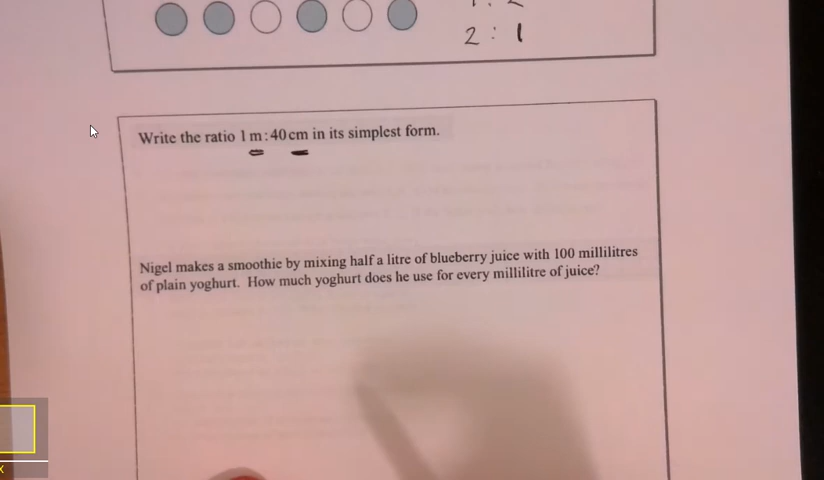 2 : 1
Write the ratio 1 m : 40 cm in its simplest form.
Nigel makes a smoothie by mixing half a litre of blueberry juice with 100 millilitres
of plain yoghurt. How much yoghurt does he use for every millilitre of juice?
x